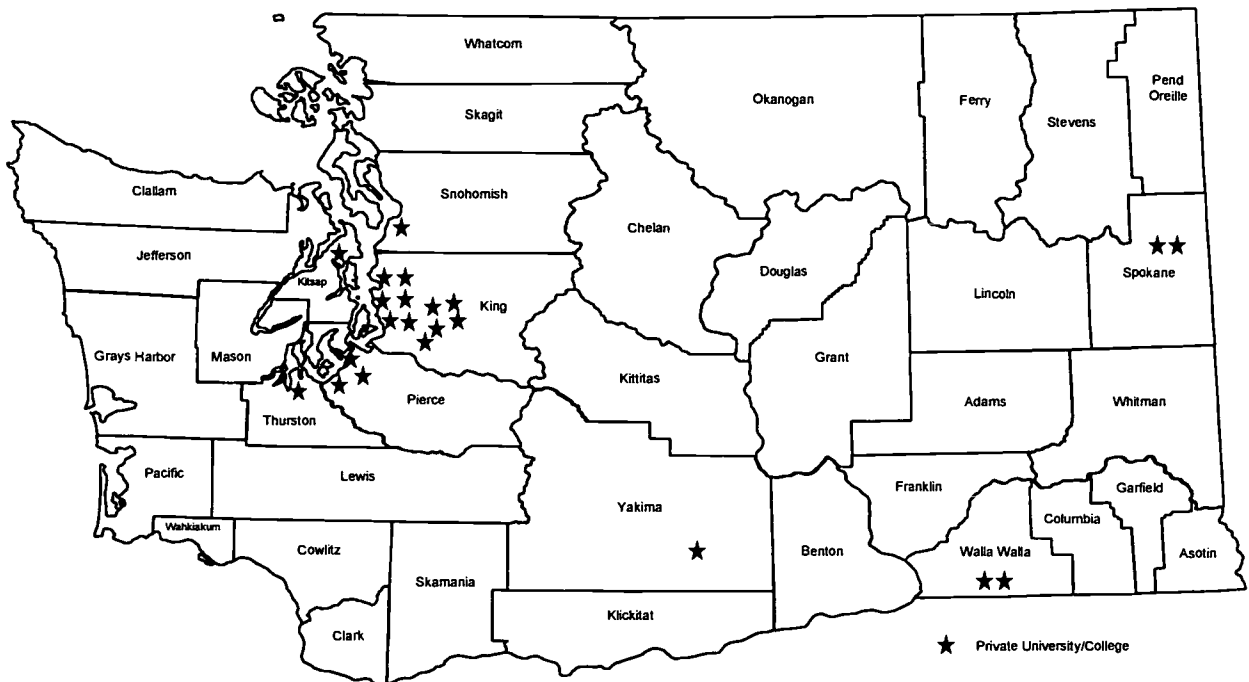 Whatcom
Okanogan
Ferry
Stevens
Pend
Oreille
Skagit
Clallam
Snohomish
Chelan
Jefferson
Kitsap
King
Douglas
Lincoln
Spokane
Grays Harbor
Mason
Kittitas
Grant
Adams
Whitman
Thurston
Pierce
Pacific
Lewis
Yakima
Franklin
Garfield
Columbia
Wahkiakum
Cowlitz
Skamania
Benton
Walla Walla
Asotin
Klickitat
Clark
Private University/College